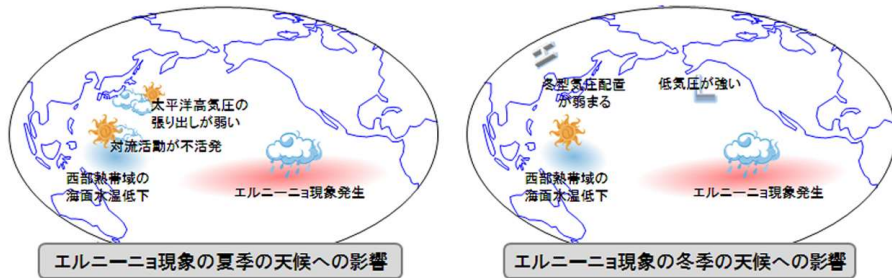 太平洋高気圧の
張り出しが弱い
対流活動が不活発
西部熱帯域の
海面水温低下
エルニーニョ現象発生
エルニーニョ現象の夏季の天候への影響
H
冬型気圧配置
が弱まる
低気圧が強い
L
西部熱帯域の
海面水温低下
エルニーニョ現象発生
エルニーニョ現象の冬季の天候への影響